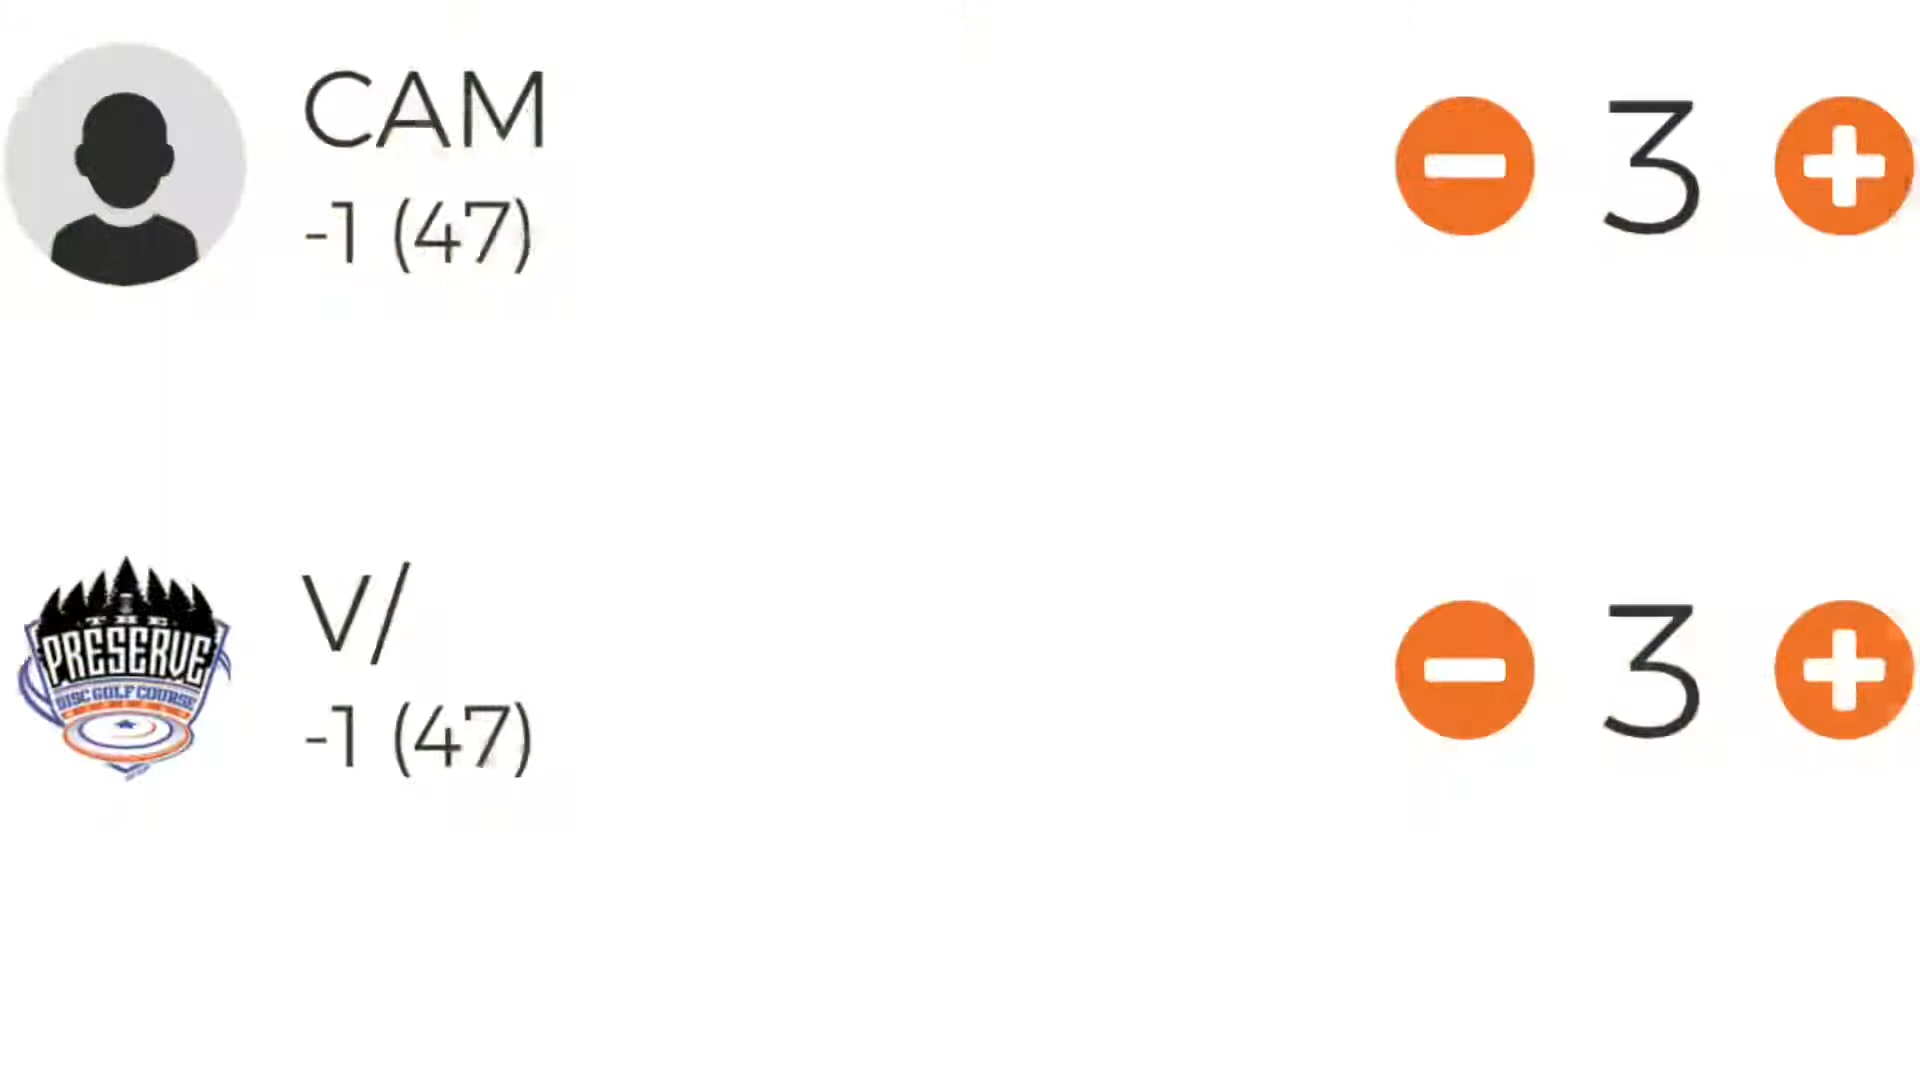 CAM
-1 (47)
3
THE
PRESERVE
DISC GOLF COURSE
V/
-1 (47)
3